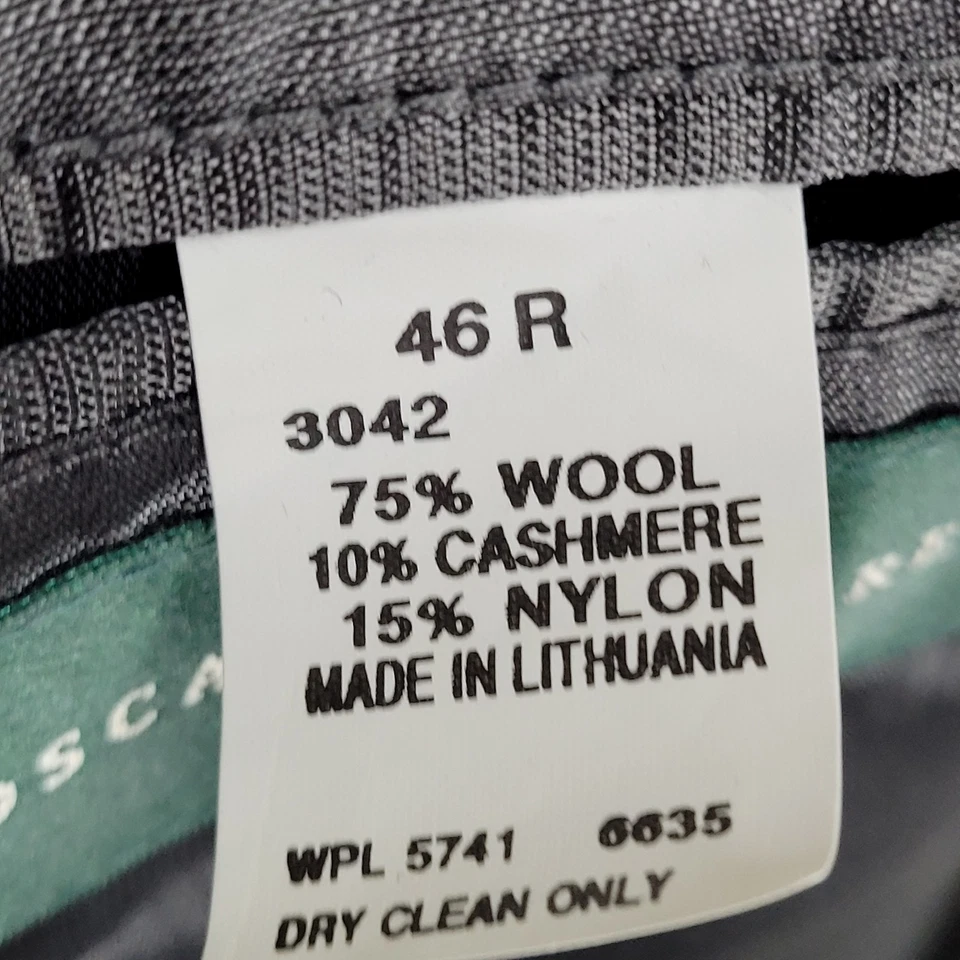 46 R
3042
75% WOOL
10% CASHMERE
15% NYLON
MADE IN LITHUANIA
WPL 5741 6635
DRY CLEAN ONLY